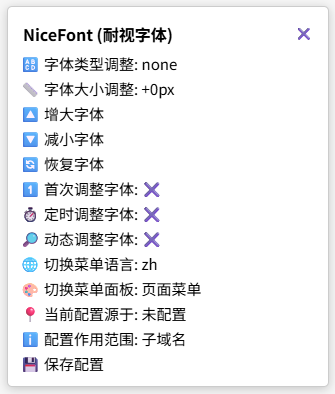 NiceFont (耐视字体)
字体类型调整: none
字体大小调整: +0px
增大字体
减小字体
恢复字体
首次调整字体: ❌
定时调整字体: ❌
动态调整字体: ❌
切换菜单语言: zh
切换菜单面板: 页面菜单
当前配置源于: 未配置
配置作用范围: 子域名
保存配置